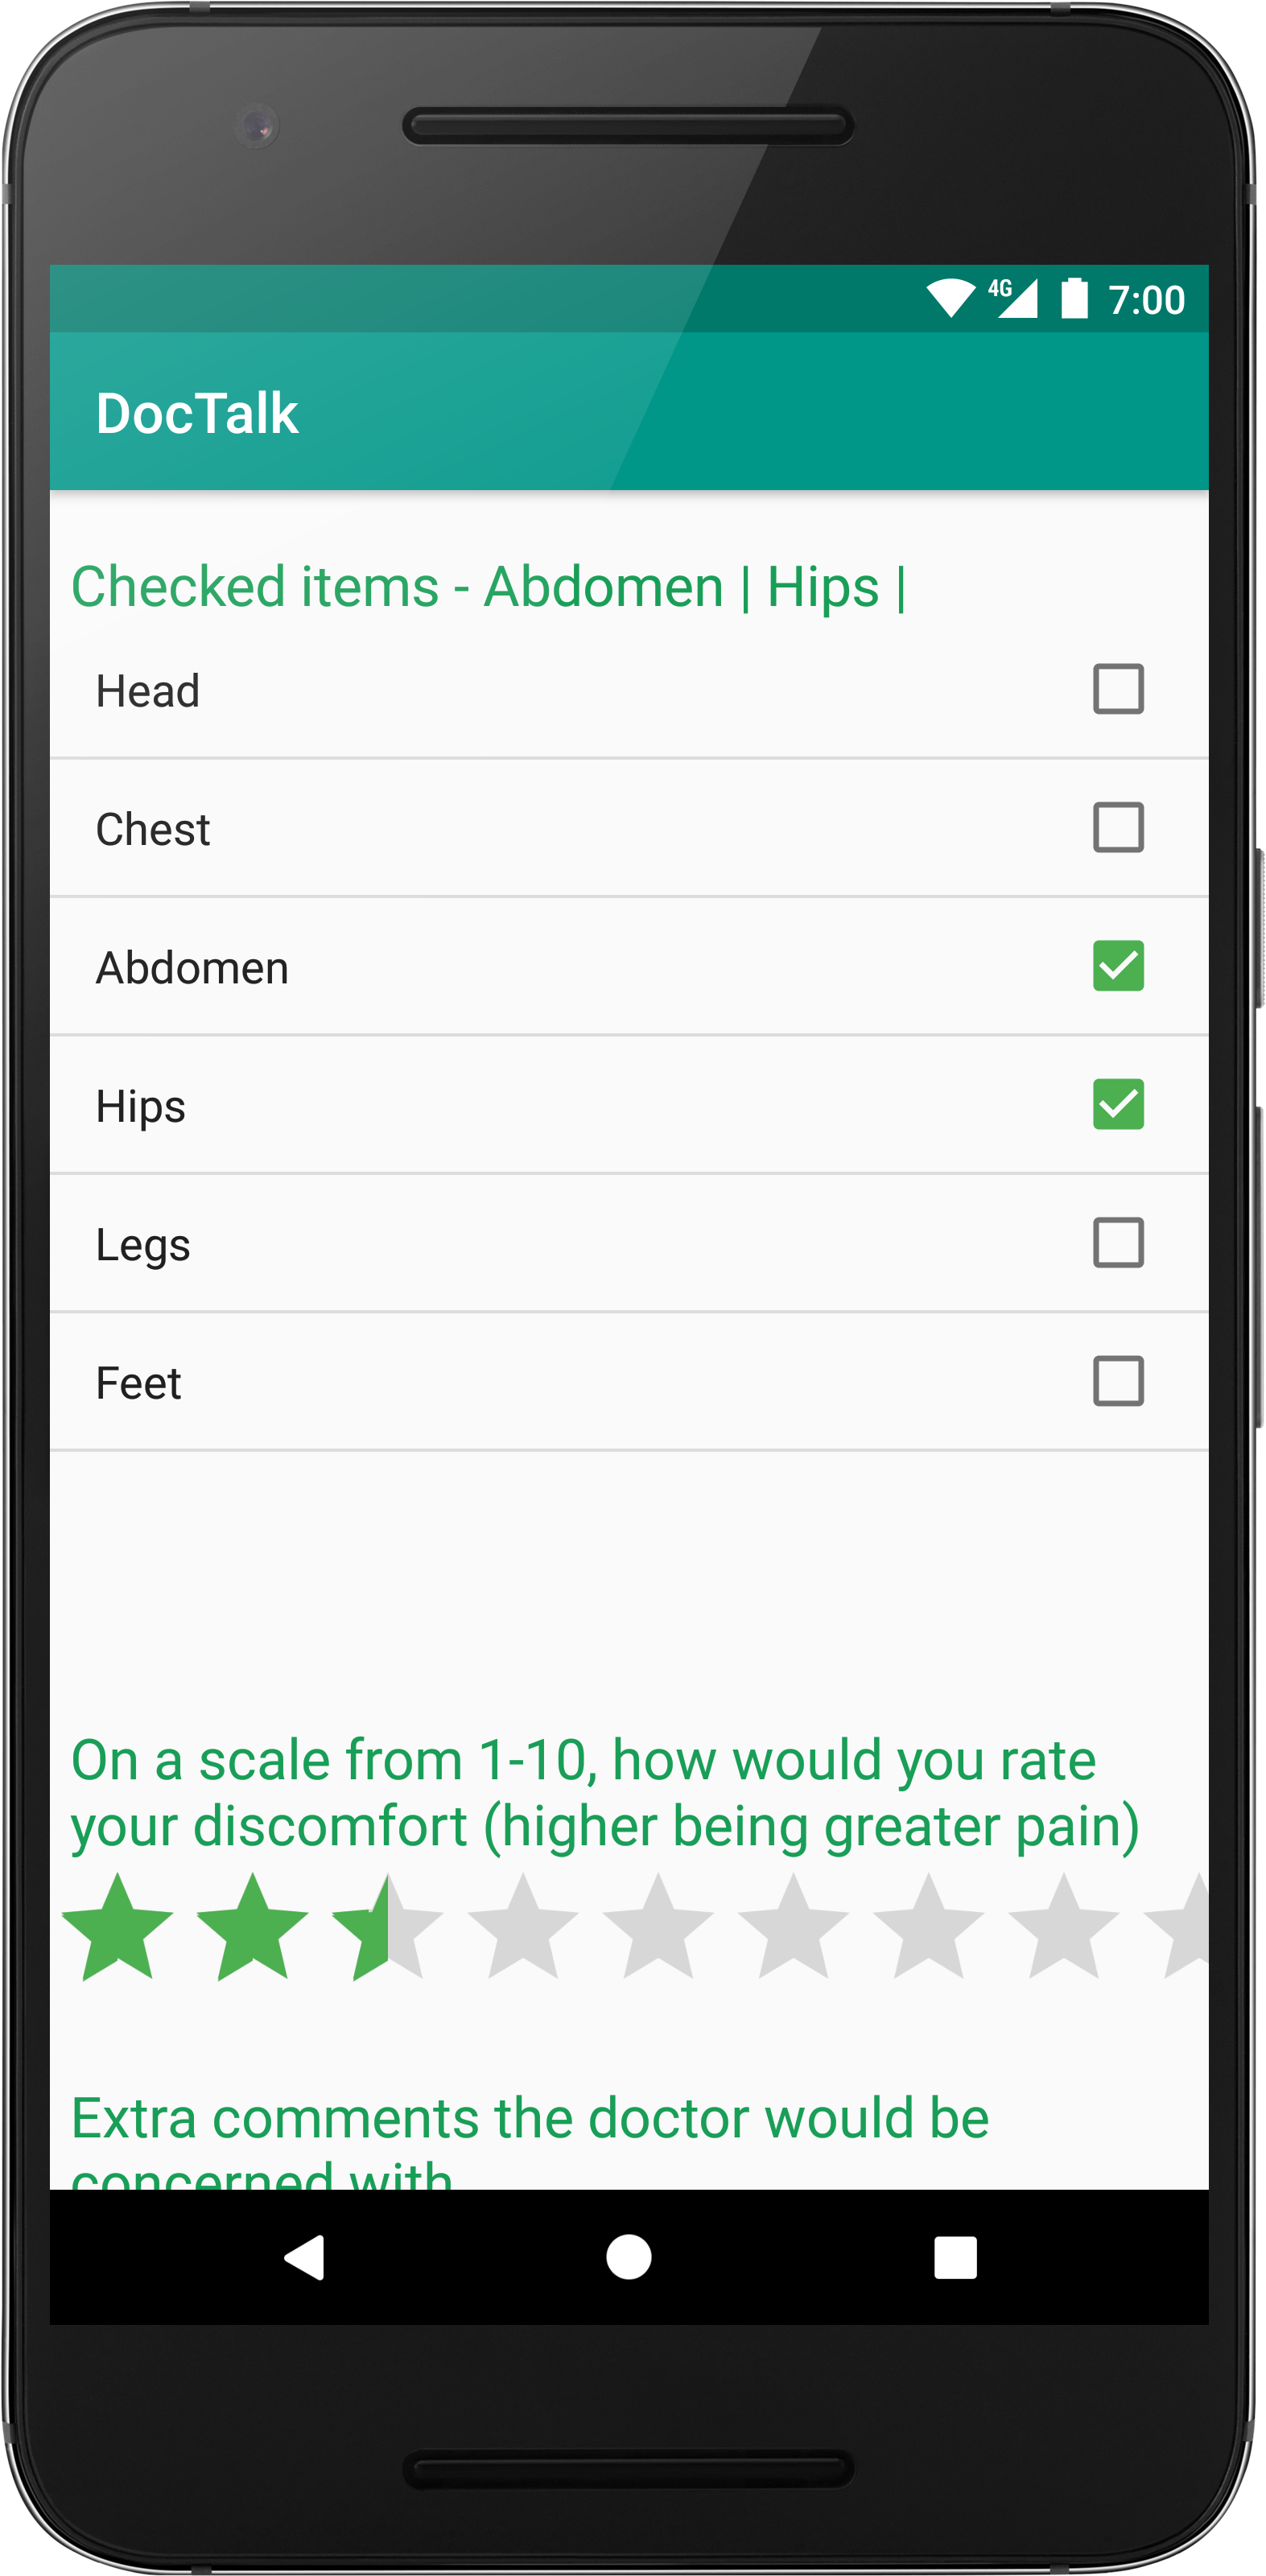 4G 7:00
DocTalk
Checked items - Abdomen | Hips |
Head
Chest
Abdomen
Hips
Legs
Feet
On a scale from 1-10, how would you rate
your discomfort (higher being greater pain)
Extra comments the doctor would be
concerned with